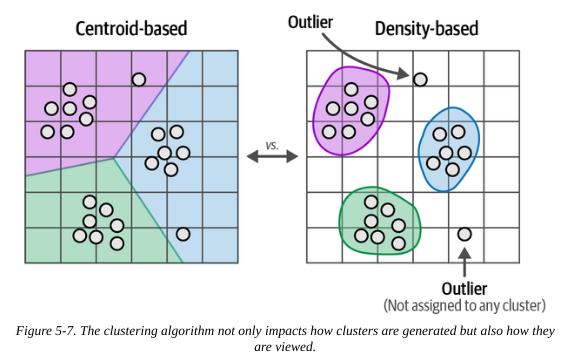 Outlier
Centroid-based
Density-based
vs.
Outlier
(Not assigned to any cluster)
Figure 5-7. The clustering algorithm not only impacts how clusters are generated but also how they
are viewed.